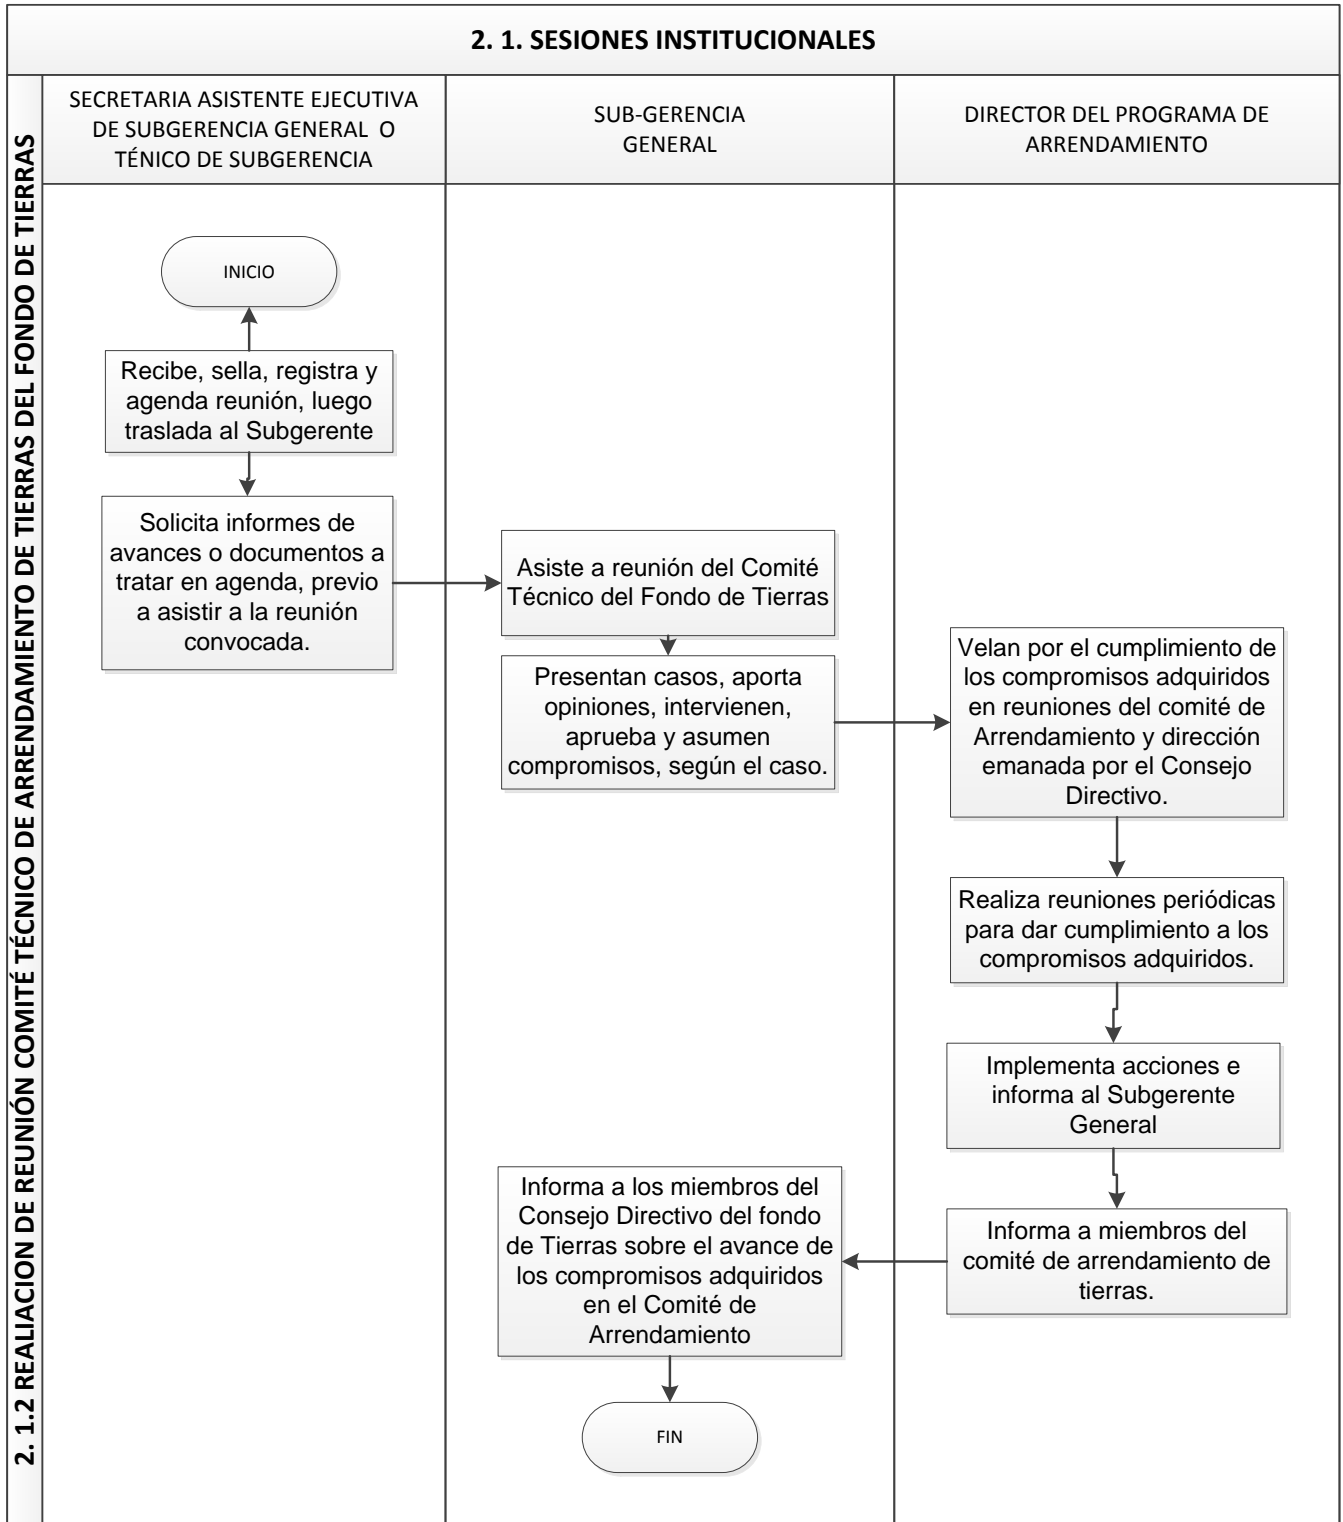 2. 1. SESIONES INSTITUCIONALES
2. 1.2 REALIACION DE REUNIÓN COMITÉ TÉCNICO DE ARRENDAMIENTO DE TIERRAS DEL FONDO DE TIERRAS
SECRETARIA ASISTENTE EJECUTIVA
DE SUBGERENCIA GENERAL O
TÉNICO DE SUBGERENCIA
SUB-GERENCIA
GENERAL
DIRECTOR DEL PROGRAMA DE
ARRENDAMIENTO
INICIO
Recibe, sella, registra y
agenda reunión, luego
traslada al Subgerente
Solicita informes de
avances o documentos a
tratar en agenda, previo
a asistir a la reunión
convocada.
Asiste a reunión del Comité
Técnico del Fondo de Tierras
Presentan casos, aporta
opiniones, intervienen,
aprueba y asumen
compromisos, según el caso.
Velan por el cumplimiento de
los compromisos adquiridos
en reuniones del comité de
Arrendamiento y dirección
emanada por el Consejo
Directivo.
Realiza reuniones periódicas
para dar cumplimiento a los
compromisos adquiridos.
Implementa acciones e
informa al Subgerente
General
Informa a miembros del
comité de arrendamiento de
tierras.
Informa a los miembros del
Consejo Directivo del fondo
de Tierras sobre el avance de
los compromisos adquiridos
en el Comité de
Arrendamiento
FIN